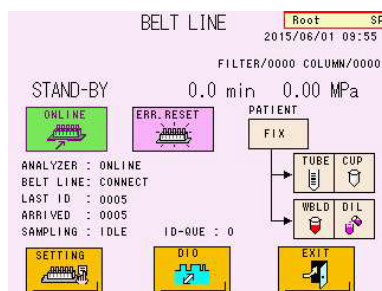 BELT LINE
Root SP
2015/06/01 09:55
FILTER/0000 COLUMN/0000
STAND-BY 0.0 min 0.00 MPa
ONLINE ERR.RESET PATIENT
FIX
ANALYZER : ONLINE
BELT LINE: CONNECT
LAST ID : 0005
ARRIVED : 0005
SAMPLING : IDLE ID-QUE : 0
TUBE CUP
WBLD DIL
SETTING DIO EXIT